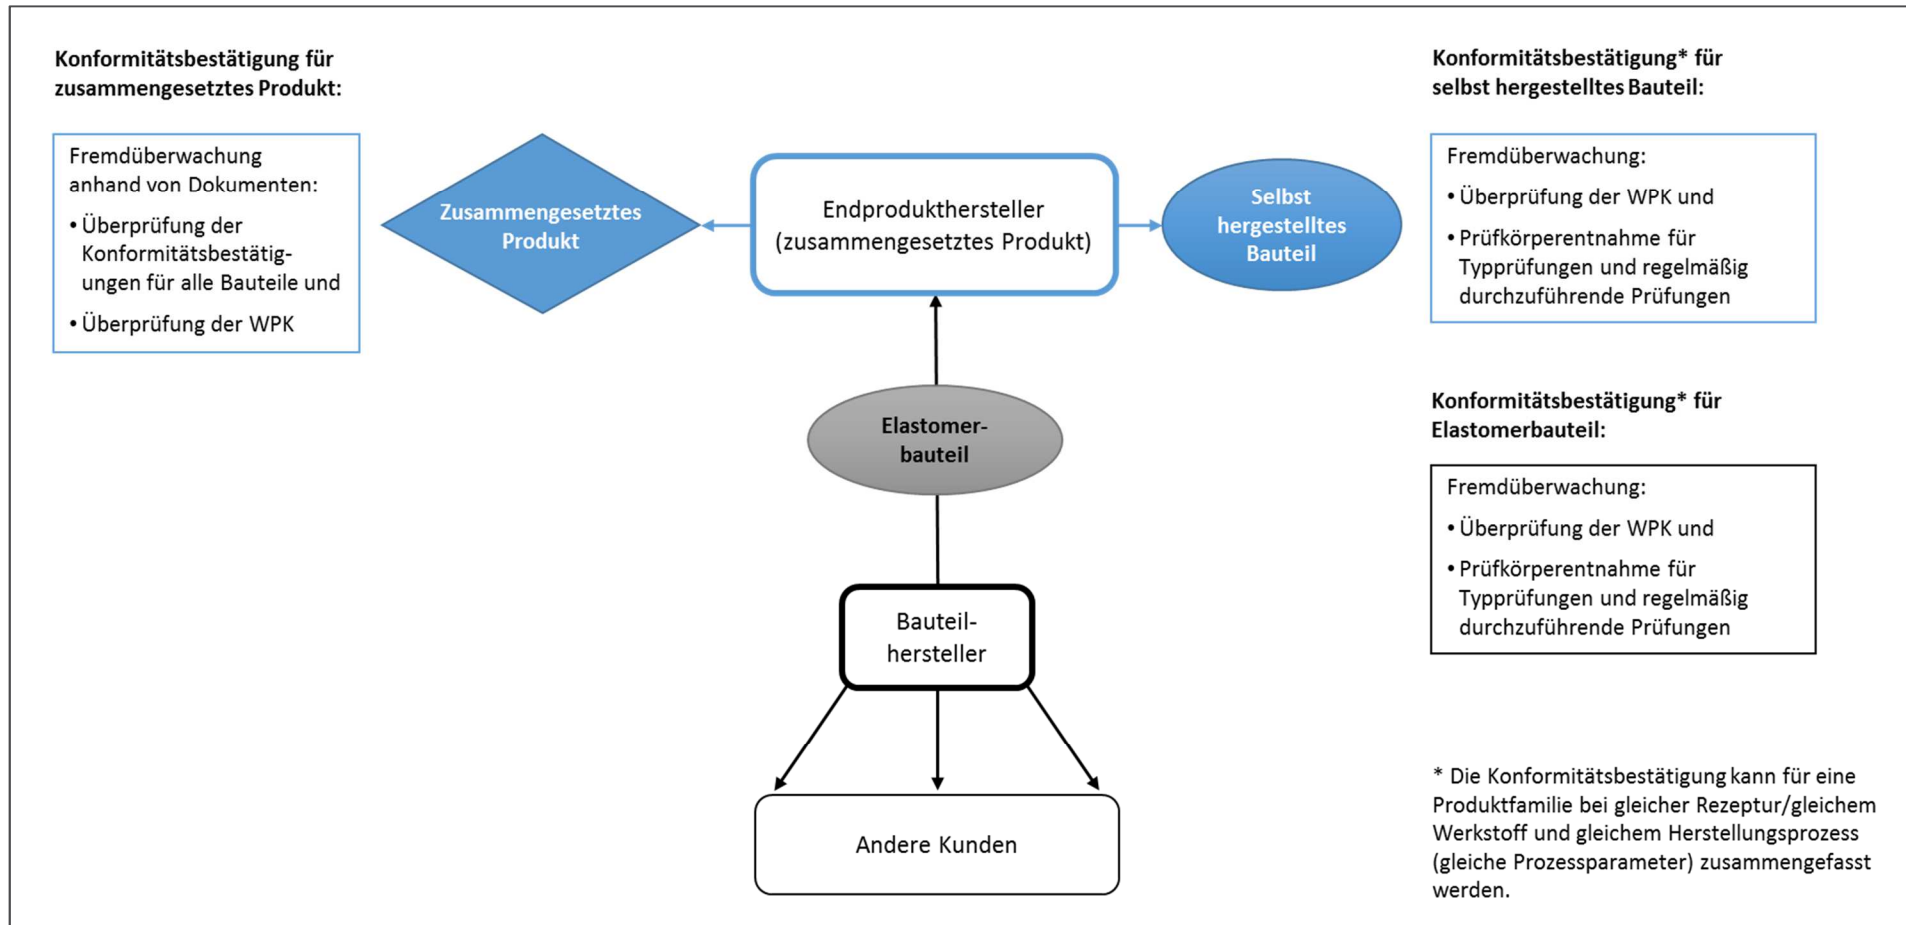 Konformitätsbestätigung für
zusammengesetztes Produkt:
Fremdüberwachung
anhand von Dokumenten:
• Überprüfung der
Konformitätsbestätig-
ungen für alle Bauteile und
• Überprüfung der WPK
Zusammengesetztes
Produkt
Endprodukthersteller
(zusammengesetztes Produkt)
Selbst
hergestelltes
Bauteil
Konformitätsbestätigung* für
selbst hergestelltes Bauteil:
Fremdüberwachung:
• Überprüfung der WPK und
• Prüfkörperentnahme für
Typprüfungen und regelmäßig
durchzuführende Prüfungen
Elastomer-
bauteil
Konformitätsbestätigung* für
Elastomerbauteil:
Fremdüberwachung:
• Überprüfung der WPK und
• Prüfkörperentnahme für
Typprüfungen und regelmäßig
durchzuführende Prüfungen
Bauteil-
hersteller
Andere Kunden
* Die Konformitätsbestätigung kann für eine
Produktfamilie bei gleicher Rezeptur/gleichem
Werkstoff und gleichem Herstellungsprozess
(gleiche Prozessparameter) zusammengefasst
werden.